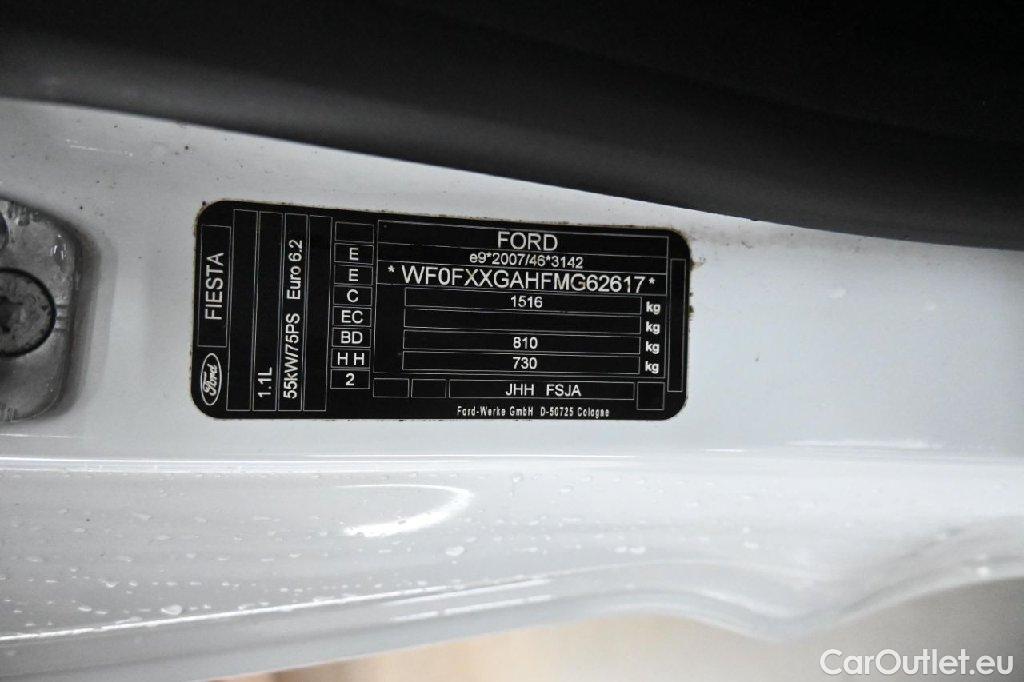 FORD
e9*2007/46*3142
*WF0FXXGAHFMG62617*
1516 kg
kg
810 kg
730 kg
JHH FSJA
Ford-Werke GmbH D-50725 Cologne
E
E
C
EC
BD
HH
2
FIESTA
Ford
1.1L
55kW/75PS Euro 6.2
CarOutlet.eu